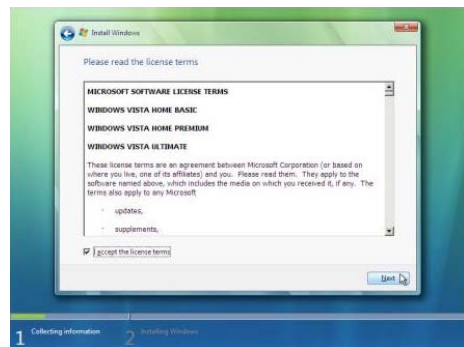 Install Windows
Please read the license terms
MICROSOFT SOFTWARE LICENSE TERMS
WINDOWS VISTA HOME BASIC
WINDOWS VISTA HOME PREMIUM
WINDOWS VISTA ULTIMATE
These license terms are an agreement between Microsoft Corporation (or based on
where you live, one of its affiliates) and you. Please read them. They apply to the
software named above, which includes the media on which you received it, if any. The
terms also apply to any Microsoft
· updates,
· supplements,
I accept the license terms
Next
1 Collecting information 2 Installing Windows